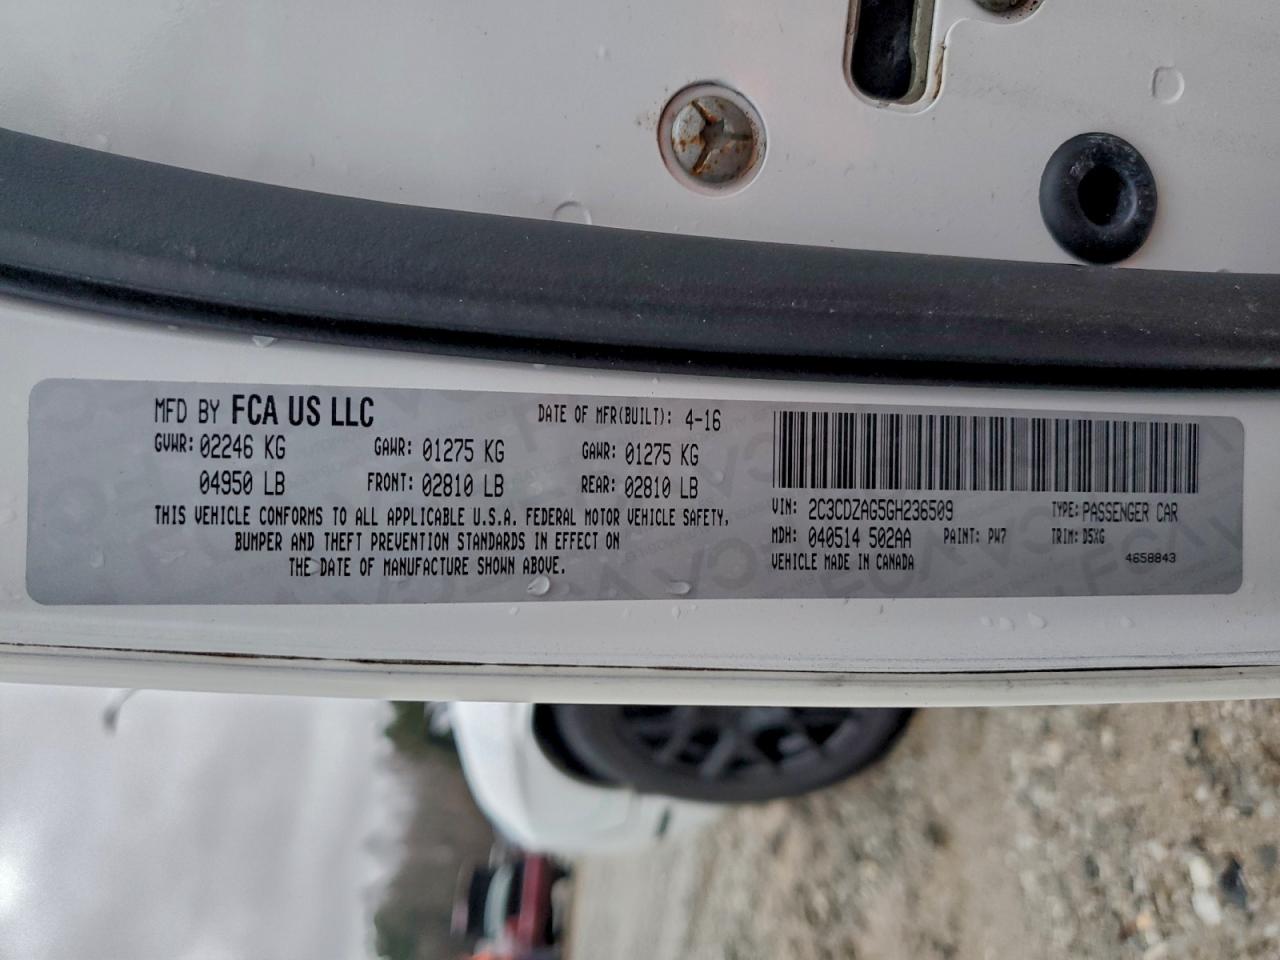 MFD BY FCA US LLC DATE OF MFR(BUILT): 4-16
GVWR: 02246 KG GAWR: 01275 KG GAWR: 01275 KG
04950 LB FRONT: 02810 LB REAR: 02810 LB
THIS VEHICLE CONFORMS TO ALL APPLICABLE U.S.A. FEDERAL MOTOR VEHICLE SAFETY,
BUMPER AND THEFT PREVENTION STANDARDS IN EFFECT ON
THE DATE OF MANUFACTURE SHOWN ABOVE.
VIN: 2C3CDZAG5GH236509 TYPE: PASSENGER CAR
MDH: 040514 502AA PAINT: PW7 TRIM: D5XG
VEHICLE MADE IN CANADA 4658843